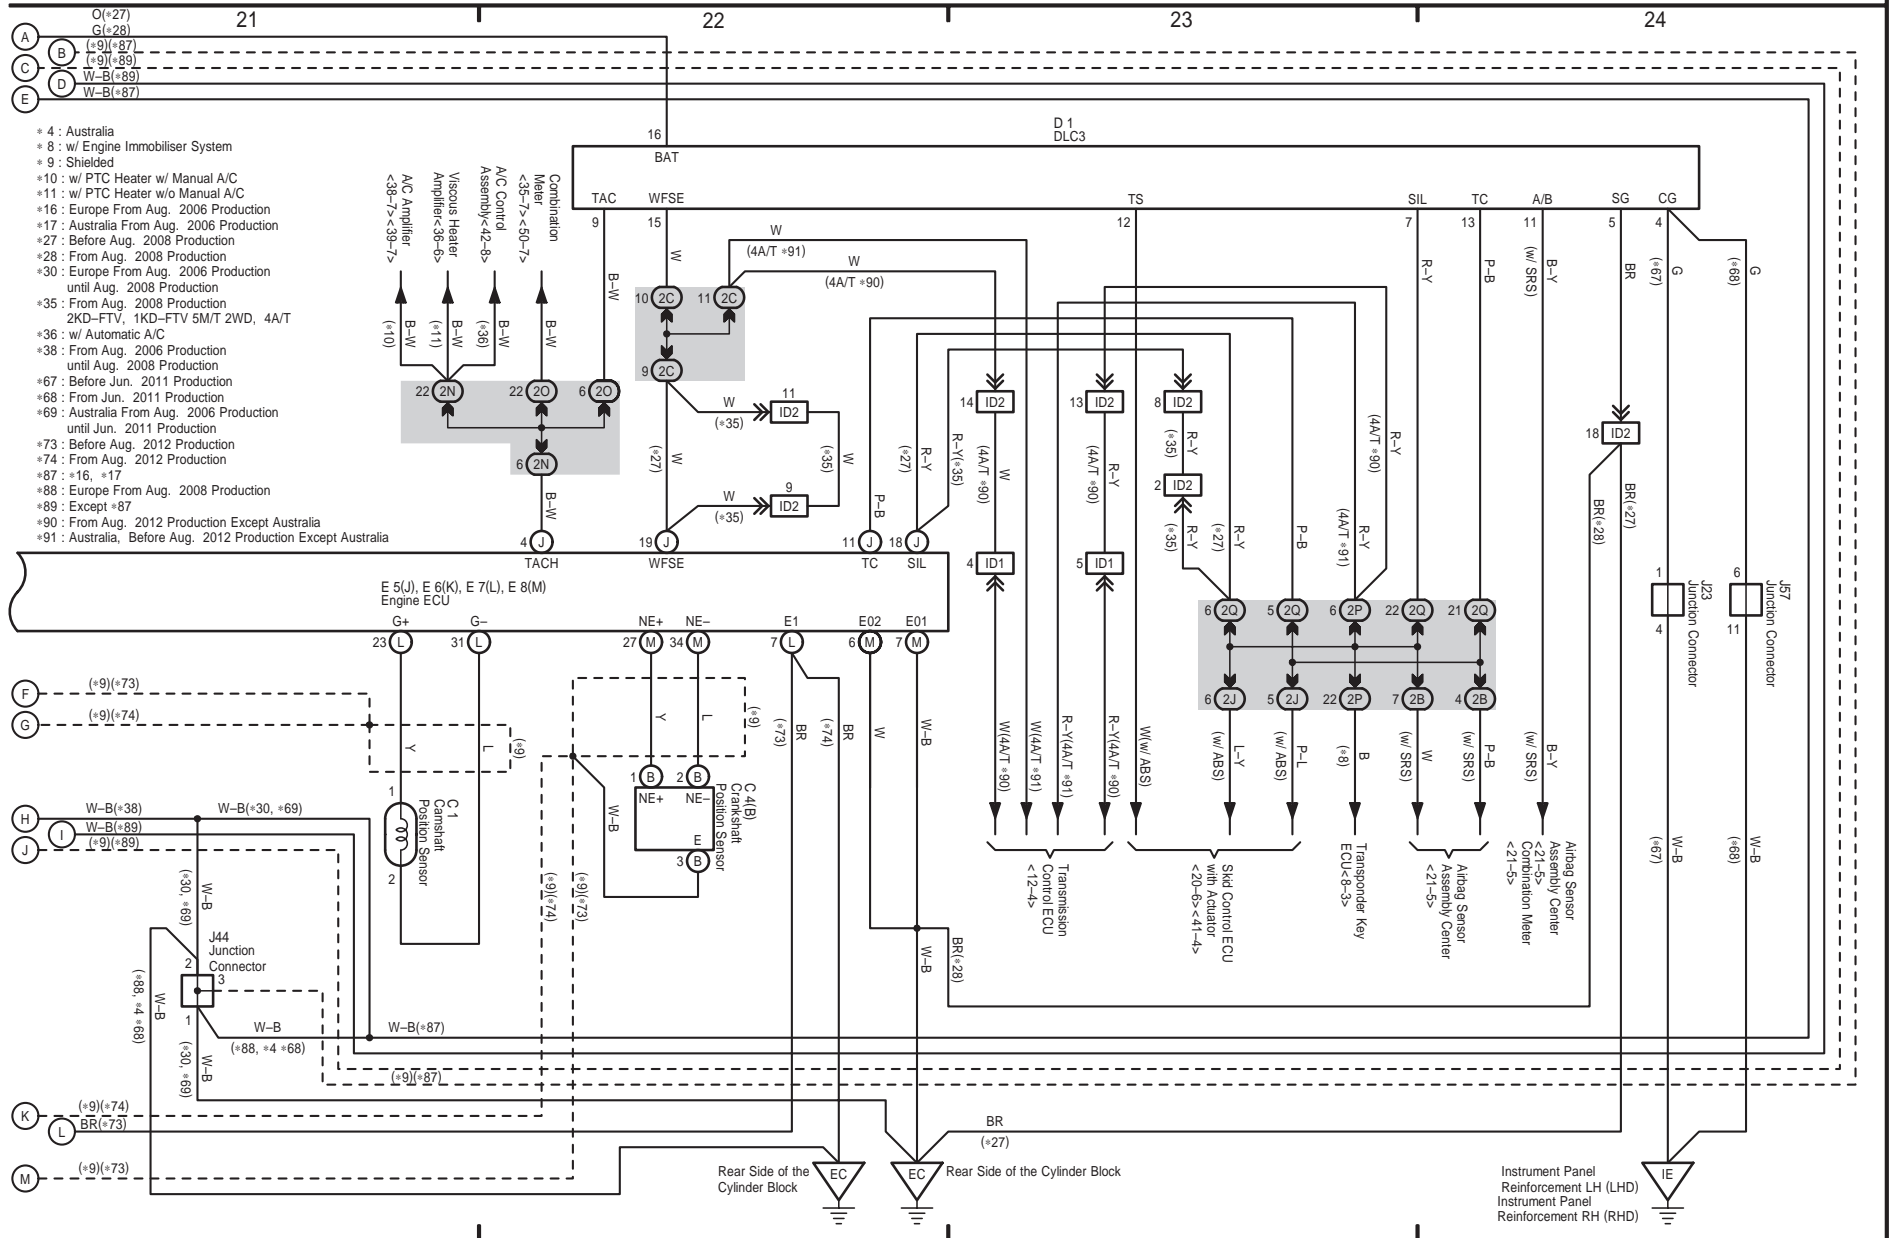 21
22
23
24
A
O(*27)
G(*28)
B
(*9)(*87)
C
(*9)(*89)
D
W–B(*89)
E
W–B(*87)
* 4 : Australia
* 8 : w/ Engine Immobiliser System
* 9 : Shielded
*10 : w/ PTC Heater w/ Manual A/C
*11 : w/ PTC Heater w/o Manual A/C
*16 : Europe From Aug. 2006 Production
*17 : Australia From Aug. 2006 Production
*27 : Before Aug. 2008 Production
*28 : From Aug. 2008 Production
*30 : Europe From Aug. 2006 Production
until Aug. 2008 Production
*35 : From Aug. 2008 Production
2KD–FTV, 1KD–FTV 5M/T 2WD, 4A/T
*36 : w/ Automatic A/C
*38 : From Aug. 2006 Production
until Aug. 2008 Production
*67 : Before Jun. 2011 Production
*68 : From Jun. 2011 Production
*69 : Australia From Aug. 2006 Production
until Jun. 2011 Production
*73 : Before Aug. 2012 Production
*74 : From Aug. 2012 Production
*87 : *16, *17
*88 : Europe From Aug. 2008 Production
*89 : Except *87
*90 : From Aug. 2012 Production Except Australia
*91 : Australia, Before Aug. 2012 Production Except Australia
D 1
DLC3
16
BAT
TAC
WFSE
TS
SIL
TC
A/B
SG
CG
9
15
12
7
13
11
5
4
A/C Amplifier
<38–7><39–7>
Viscous Heater
Amplifier<36–6>
A/C Control
Assembly<42–8>
Combination
Meter
<35–7><50–7>
B–W
(*10)
B–W
(*11)
B–W
(*36)
B–W
B–W
22 2N
22 2O
6 2O
6 2N
B–W
W
10 2C
11 2C
9 2C
W
(4A/T *91)
W
(4A/T *90)
W
(*35)
11
ID2
W
(*35)
W
(*27)
W
(*35)
9
ID2
P–B
R–Y
(*27)
R–Y(*35)
14 ID2
13 ID2
8 ID2
W
(4A/T *90)
R–Y
(4A/T *90)
R–Y
(*35)
2 ID2
R–Y
(*35)
R–Y
(*27)
P–B
(4A/T *91)
R–Y
(4A/T *90)
R–Y
R–Y
P–B
B–Y
(w/ SRS)
BR
G
(*67)
G
(*68)
18 ID2
BR(*28)
BR(*27)
4 J
19 J
11 J
18 J
TACH
WFSE
TC
SIL
E 5(J), E 6(K), E 7(L), E 8(M)
Engine ECU
G+
G–
NE+
NE–
E1
E02
E01
23 L
31 L
27 M
34 M
7 L
6 M
7 M
4 ID1
5 ID1
6 2Q
5 2Q
6 2P
22 2Q
21 2Q
6 2J
5 2J
22 2P
7 2B
4 2B
1
4
J23
Junction Connector
6
11
J57
Junction Connector
F
(*9)(*73)
G
(*9)(*74)
Y
L
(*9)
Y
L
(*9)
BR
(*73)
BR
(*74)
W
W–B
W(4A/T *90)
W(4A/T *91)
R–Y(4A/T *91)
R–Y(4A/T *90)
W(w/ ABS)
L–Y
(w/ ABS)
P–L
(w/ ABS)
B
(*8)
W
(w/ SRS)
P–B
(w/ SRS)
B–Y
(w/ SRS)
1
C 1
Camshaft
Position Sensor
2
1 B
2 B
NE+
NE–
E
3 B
C 4(B)
Crankshaft
Position Sensor
W–B
H
W–B(*38)
W–B(*30, *69)
I
W–B(*89)
J
(*9)(*89)
W–B
(*30, *69)
(*9)(*74)
(*9)(*73)
Transmission
Control ECU
<12–4>
Skid Control ECU
with Actuator
<20–6><41–4>
Transponder Key
ECU<8–3>
Airbag Sensor
Assembly Center
<21–5>
Airbag Sensor
Assembly Center
<21–5>
Combination Meter
<21–5>
W–B
(*67)
W–B
(*68)
J44
Junction
Connector
2
3
1
W–B
(*88, *4 *68)
W–B
BR(*28)
W–B
(*88, *4 *68)
W–B(*87)
W–B
(*30, *69)
(*9)(*87)
K
(*9)(*74)
L
BR(*73)
M
(*9)(*73)
BR
(*27)
Rear Side of the
Cylinder Block
EC
EC
Rear Side of the Cylinder Block
Instrument Panel
Reinforcement LH (LHD)
Instrument Panel
Reinforcement RH (RHD)
IE